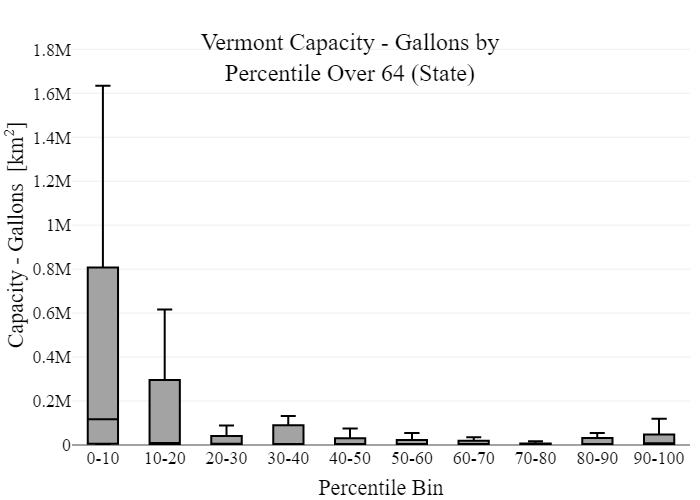 Vermont Capacity - Gallons by
Percentile Over 64 (State)
Capacity - Gallons [km²]
1.8M
1.6M
1.4M
1.2M
1M
0.8M
0.6M
0.4M
0.2M
0
0-10 10-20 20-30 30-40 40-50 50-60 60-70 70-80 80-90 90-100
Percentile Bin